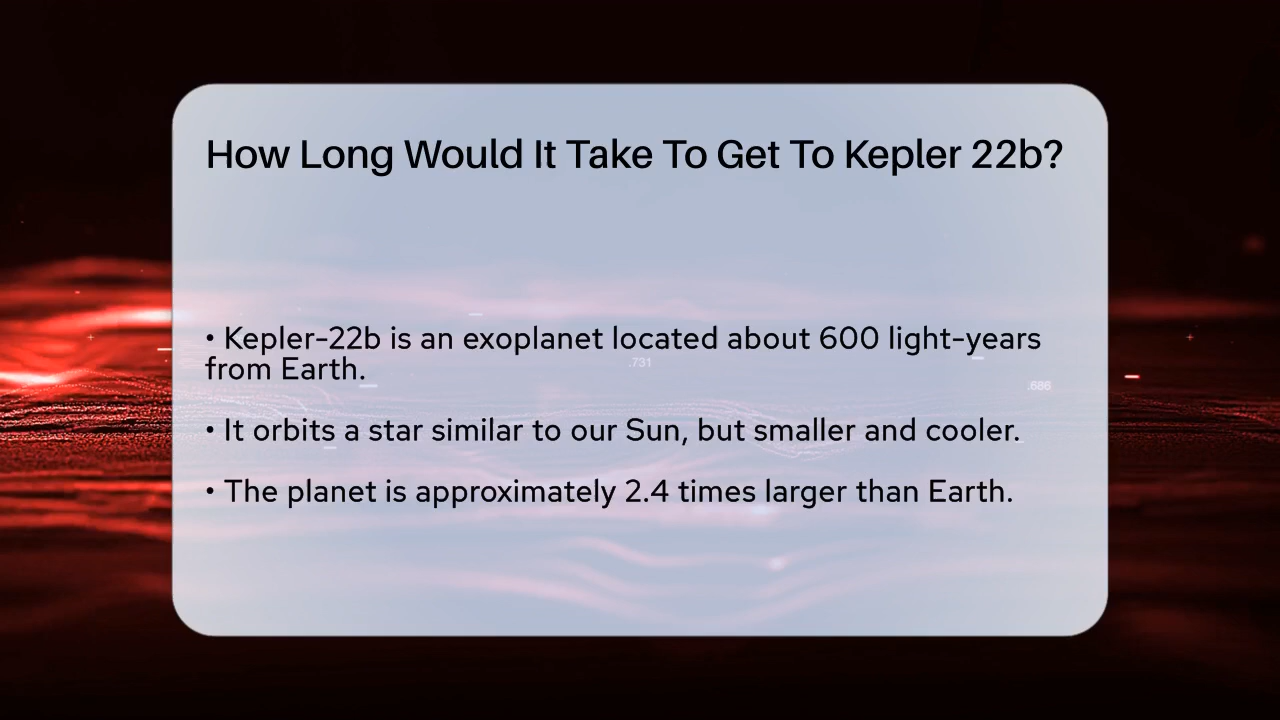 How Long Would It Take To Get To Kepler 22b?
• Kepler-22b is an exoplanet located about 600 light-years
from Earth.
.731
.686
• It orbits a star similar to our Sun, but smaller and cooler.
• The planet is approximately 2.4 times larger than Earth.